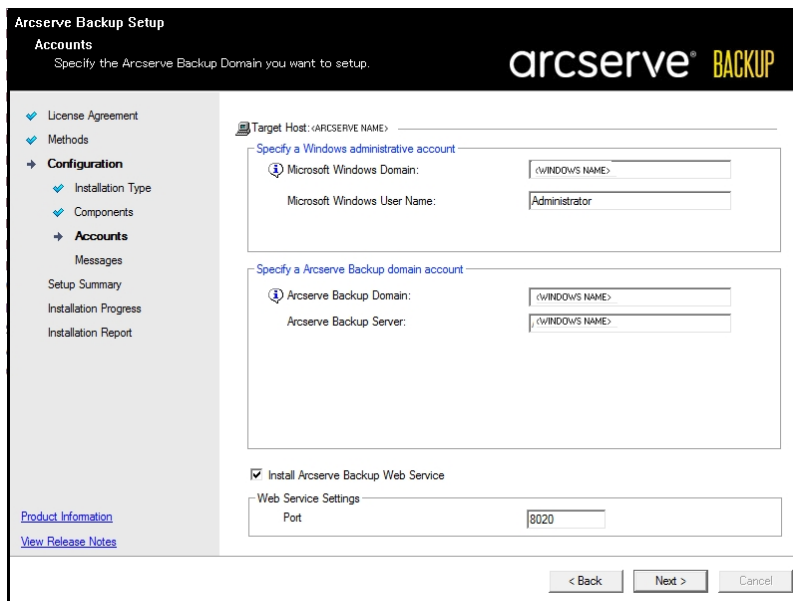 Arcserve Backup Setup
Accounts
Specify the Arcserve Backup Domain you want to setup.
arcserve® BACKUP
License Agreement
Methods
Configuration
Installation Type
Components
Accounts
Messages
Setup Summary
Installation Progress
Installation Report
Product Information
View Release Notes
Target Host: <ARCSERVE NAME>
Specify a Windows administrative account
Microsoft Windows Domain: <WINDOWS NAME>
Microsoft Windows User Name: Administrator
Specify a Arcserve Backup domain account
Arcserve Backup Domain: <WINDOWS NAME>
Arcserve Backup Server: <WINDOWS NAME>
Install Arcserve Backup Web Service
Web Service Settings
Port 8020
< Back Next > Cancel